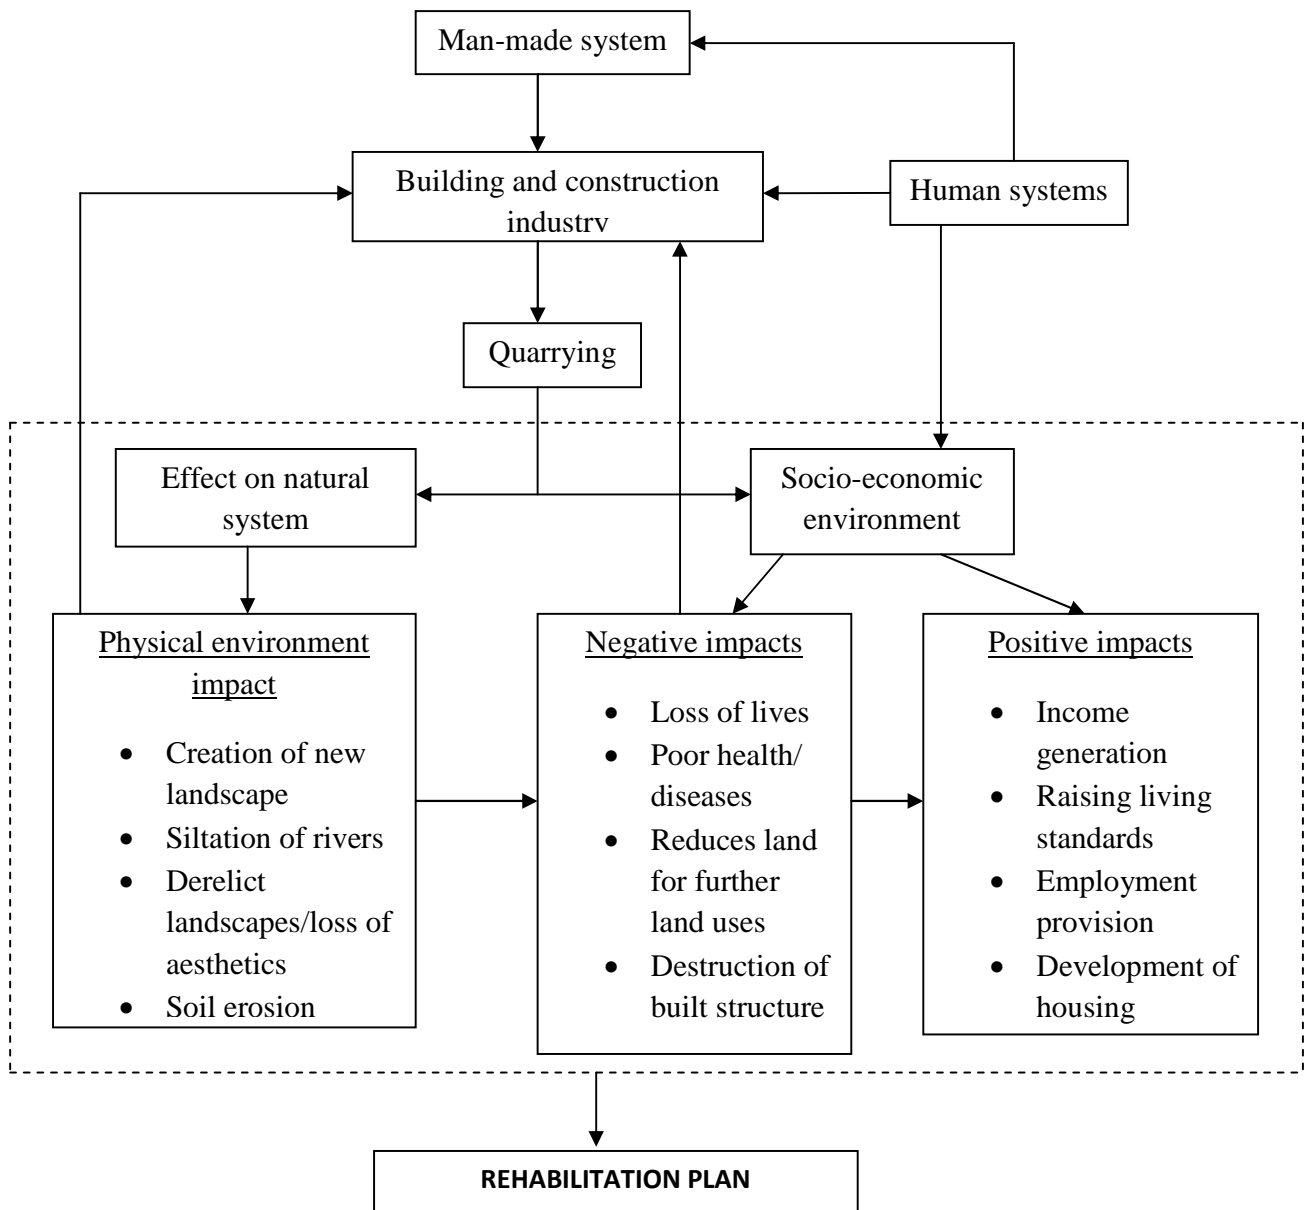 Man-made system
Building and construction
industry
Human systems
Quarrying
Effect on natural
system
Socio-economic
environment
Physical environment
impact
• Creation of new
landscape
• Siltation of rivers
• Derelict
landscapes/loss of
aesthetics
• Soil erosion
Negative impacts
• Loss of lives
• Poor health/
diseases
• Reduces land
for further
land uses
• Destruction of
built structure
Positive impacts
• Income
generation
• Raising living
standards
• Employment
provision
• Development of
housing
REHABILITATION PLAN